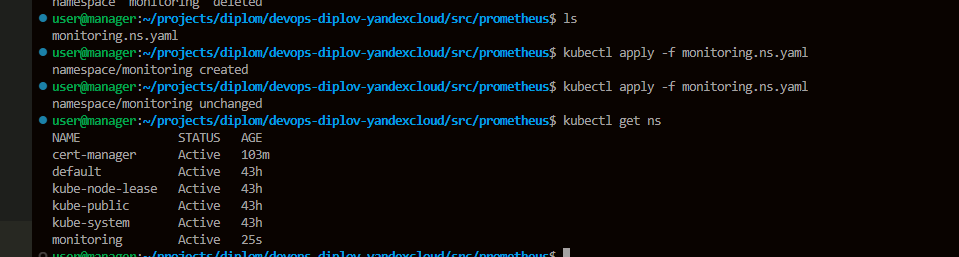 namespace "monitoring" deleted
user@manager:~/projects/diplom/devops-diplov-yandexcloud/src/prometheus$ ls
monitoring.ns.yaml
user@manager:~/projects/diplom/devops-diplov-yandexcloud/src/prometheus$ kubectl apply -f monitoring.ns.yaml
namespace/monitoring created
user@manager:~/projects/diplom/devops-diplov-yandexcloud/src/prometheus$ kubectl apply -f monitoring.ns.yaml
namespace/monitoring unchanged
user@manager:~/projects/diplom/devops-diplov-yandexcloud/src/prometheus$ kubectl get ns
NAME STATUS AGE
cert-manager Active 103m
default Active 43h
kube-node-lease Active 43h
kube-public Active 43h
kube-system Active 43h
monitoring Active 25s
user@manager:~/projects/diplom/devops-diplov-yandexcloud/src/prometheus$